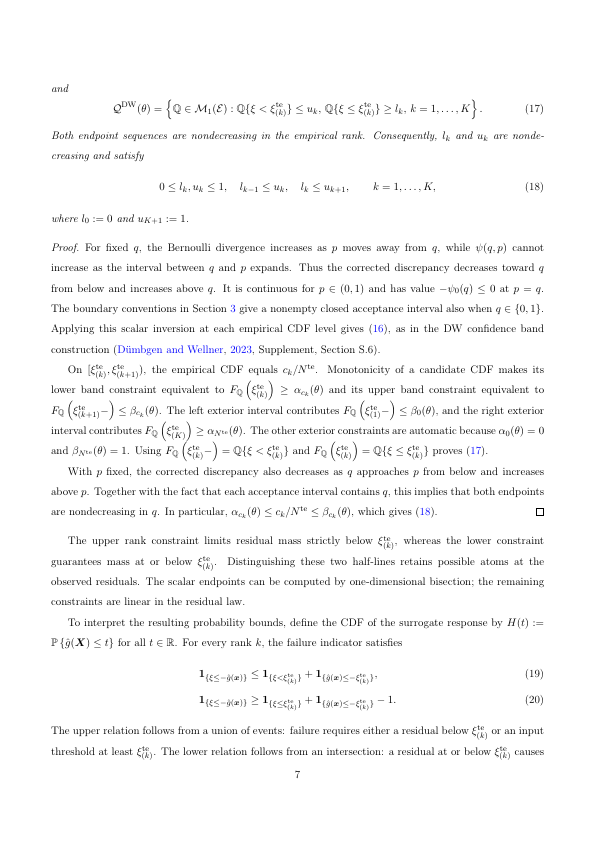 and
𝒬^DW(θ) = {ℚ ∈ ℳ₁(ℰ) : ℚ{ξ < ξ^te_(k)} ≤ u_k, ℚ{ξ ≤ ξ^te_(k)} ≥ l_k, k = 1, . . . , K}. (17)
Both endpoint sequences are nondecreasing in the empirical rank. Consequently, l_k and u_k are nonde-
creasing and satisfy
0 ≤ l_k, u_k ≤ 1, l_{k−1} ≤ u_k, l_k ≤ u_{k+1}, k = 1, . . . , K, (18)
where l_0 := 0 and u_{K+1} := 1.
Proof. For fixed q, the Bernoulli divergence increases as p moves away from q, while ψ(q, p) cannot
increase as the interval between q and p expands. Thus the corrected discrepancy decreases toward q
from below and increases above q. It is continuous for p ∈ (0, 1) and has value −ψ_0(q) ≤ 0 at p = q.
The boundary conventions in Section 3 give a nonempty closed acceptance interval also when q ∈ {0, 1}.
Applying this scalar inversion at each empirical CDF level gives (16), as in the DW confidence band
construction (Dümbgen and Wellner, 2023, Supplement, Section S.6).
On [ξ^te_(k), ξ^te_(k+1)), the empirical CDF equals c_k/N^te. Monotonicity of a candidate CDF makes its
lower band constraint equivalent to F_ℚ(ξ^te_(k)) ≥ α_{c_k}(θ) and its upper band constraint equivalent to
F_ℚ(ξ^te_(k+1)−) ≤ β_{c_k}(θ). The left exterior interval contributes F_ℚ(ξ^te_(1)−) ≤ β_0(θ), and the right exterior
interval contributes F_ℚ(ξ^te_(K)) ≥ α_{N^te}(θ). The other exterior constraints are automatic because α_0(θ) = 0
and β_{N^te}(θ) = 1. Using F_ℚ(ξ^te_(k)−) = ℚ{ξ < ξ^te_(k)} and F_ℚ(ξ^te_(k)) = ℚ{ξ ≤ ξ^te_(k)} proves (17).
With p fixed, the corrected discrepancy also decreases as q approaches p from below and increases
above p. Together with the fact that each acceptance interval contains q, this implies that both endpoints
are nondecreasing in q. In particular, α_{c_k}(θ) ≤ c_k/N^te ≤ β_{c_k}(θ), which gives (18). □
The upper rank constraint limits residual mass strictly below ξ^te_(k), whereas the lower constraint
guarantees mass at or below ξ^te_(k). Distinguishing these two half-lines retains possible atoms at the
observed residuals. The scalar endpoints can be computed by one-dimensional bisection; the remaining
constraints are linear in the residual law.
To interpret the resulting probability bounds, define the CDF of the surrogate response by H(t) :=
ℙ{ĝ(X) ≤ t} for all t ∈ ℝ. For every rank k, the failure indicator satisfies
1_{ξ≤−ĝ(x)} ≤ 1_{ξ<ξ^te_(k)} + 1_{ĝ(x)≤−ξ^te_(k)}, (19)
1_{ξ≤−ĝ(x)} ≥ 1_{ξ≤ξ^te_(k)} + 1_{ĝ(x)≤−ξ^te_(k)} − 1. (20)
The upper relation follows from a union of events: failure requires either a residual below ξ^te_(k) or an input
threshold at least ξ^te_(k). The lower relation follows from an intersection: a residual at or below ξ^te_(k) causes
7